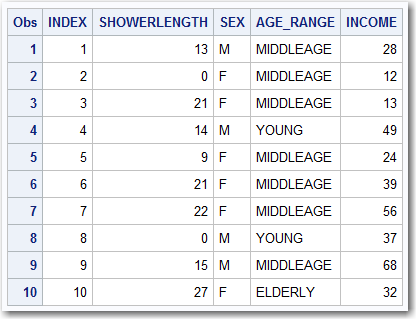 Obs INDEX SHOWERLENGTH SEX AGE_RANGE INCOME
1 1 13 M MIDDLEAGE 28
2 2 0 F MIDDLEAGE 12
3 3 21 F MIDDLEAGE 13
4 4 14 M YOUNG 49
5 5 9 F MIDDLEAGE 24
6 6 21 F MIDDLEAGE 39
7 7 22 F MIDDLEAGE 56
8 8 0 M YOUNG 37
9 9 15 M MIDDLEAGE 68
10 10 27 F ELDERLY 32